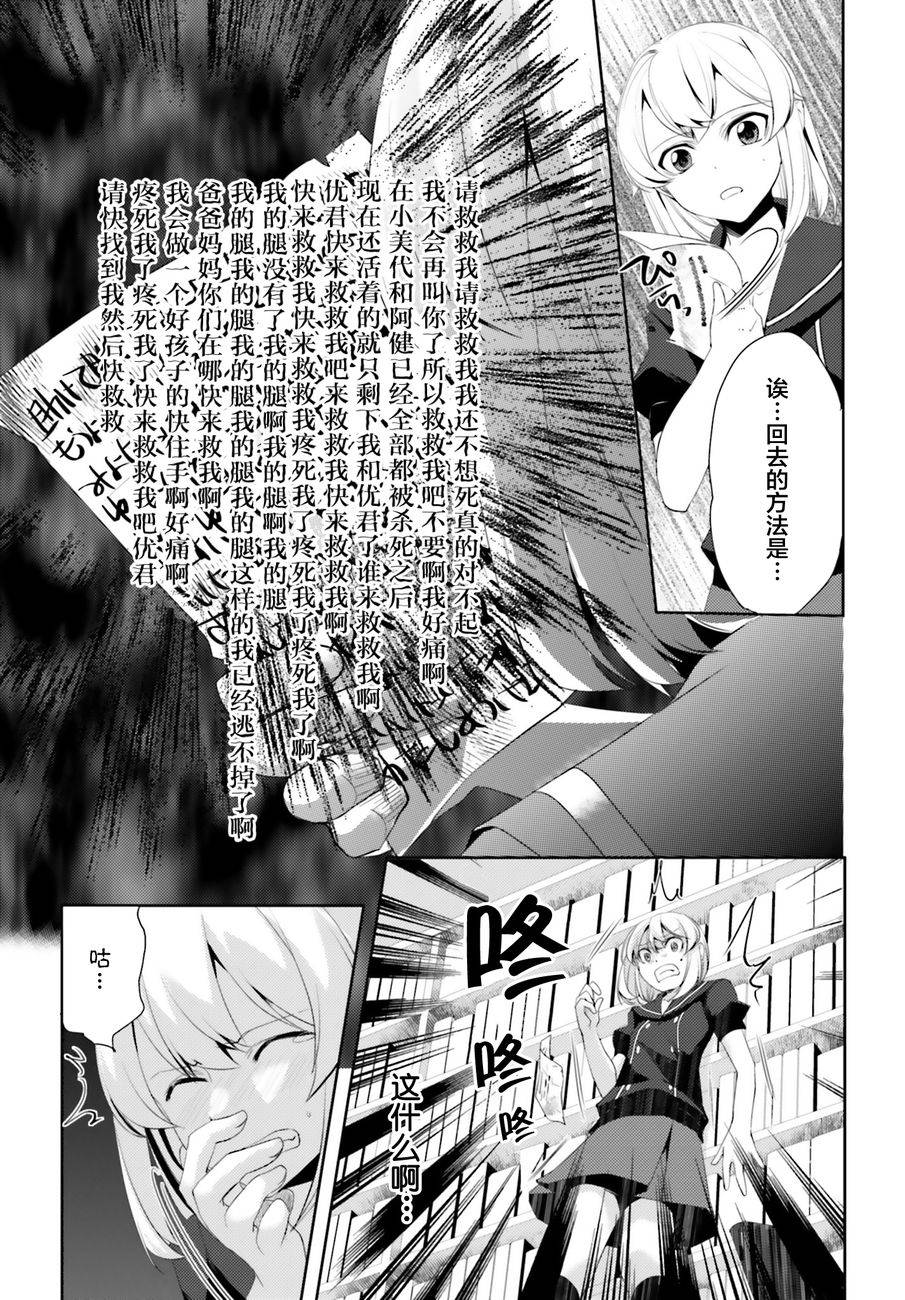 诶…回去的方法是…
ぴらっ
请救救我请救救我我还不想死真的对不起
我不会再叫你了所以救救我吧不要啊我好痛啊
在小美代和阿健已经全部都被杀死之后
现在还活着的就只剩下我和优君了谁来救救我啊
优君快来救救我吧来救救我快来救救我啊
快来救救我快来救救我疼死我了疼死我了疼死我了啊
我的腿没有了我的腿啊我的腿啊我的腿
我的腿我的腿我的腿我的腿我的腿这样的我已经逃不掉了啊
爸爸妈妈你们在哪快来救救我啊
我会做一个好孩子的快住手啊好痛啊
疼死我了疼死我了快来救救我吧优君
请快找到我然后快救救
咚
咚
咚
这什么啊…
咕…